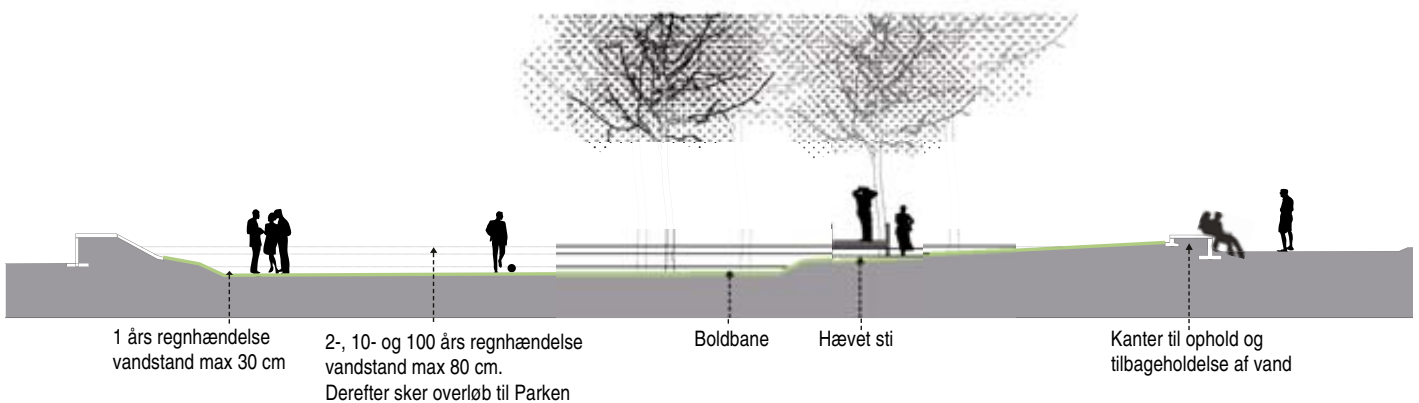 1 års regnhændelse
vandstand max 30 cm
2-, 10- og 100 års regnhændelse
vandstand max 80 cm.
Derefter sker overløb til Parken
Boldbane
Hævet sti
Kanter til ophold og
tilbageholdelse af vand